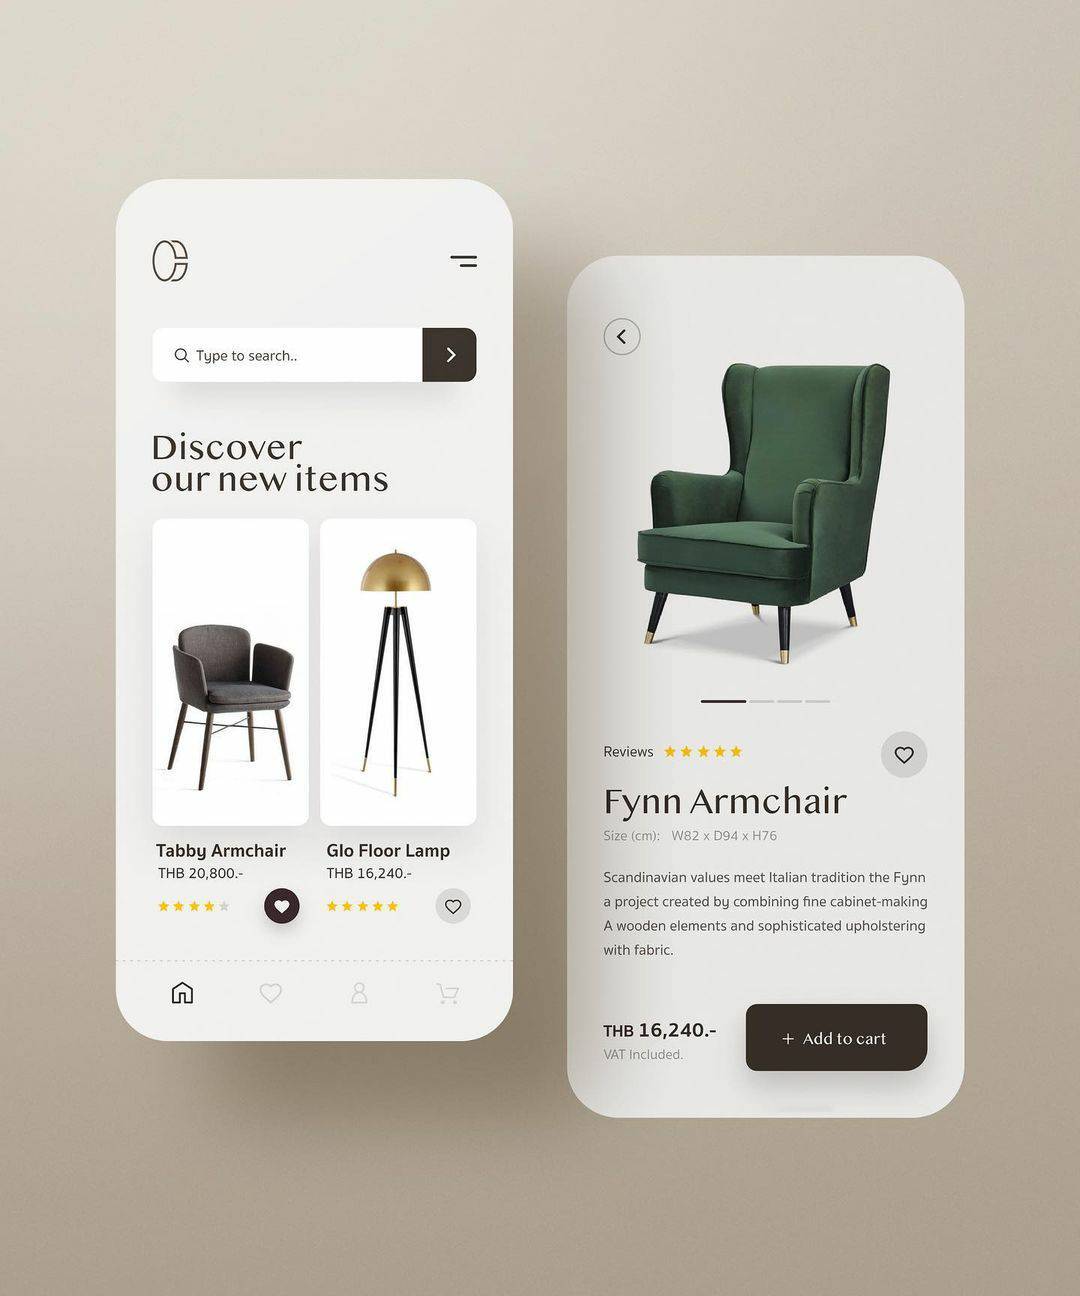 Type to search..
Discover
our new items
Tabby Armchair
THB 20,800.-
Glo Floor Lamp
THB 16,240.-
Reviews
Fynn Armchair
Size (cm): W82 x D94 x H76
Scandinavian values meet Italian tradition the Fynn
a project created by combining fine cabinet-making
A wooden elements and sophisticated upholstering
with fabric.
THB 16,240.-
VAT Included.
+ Add to cart